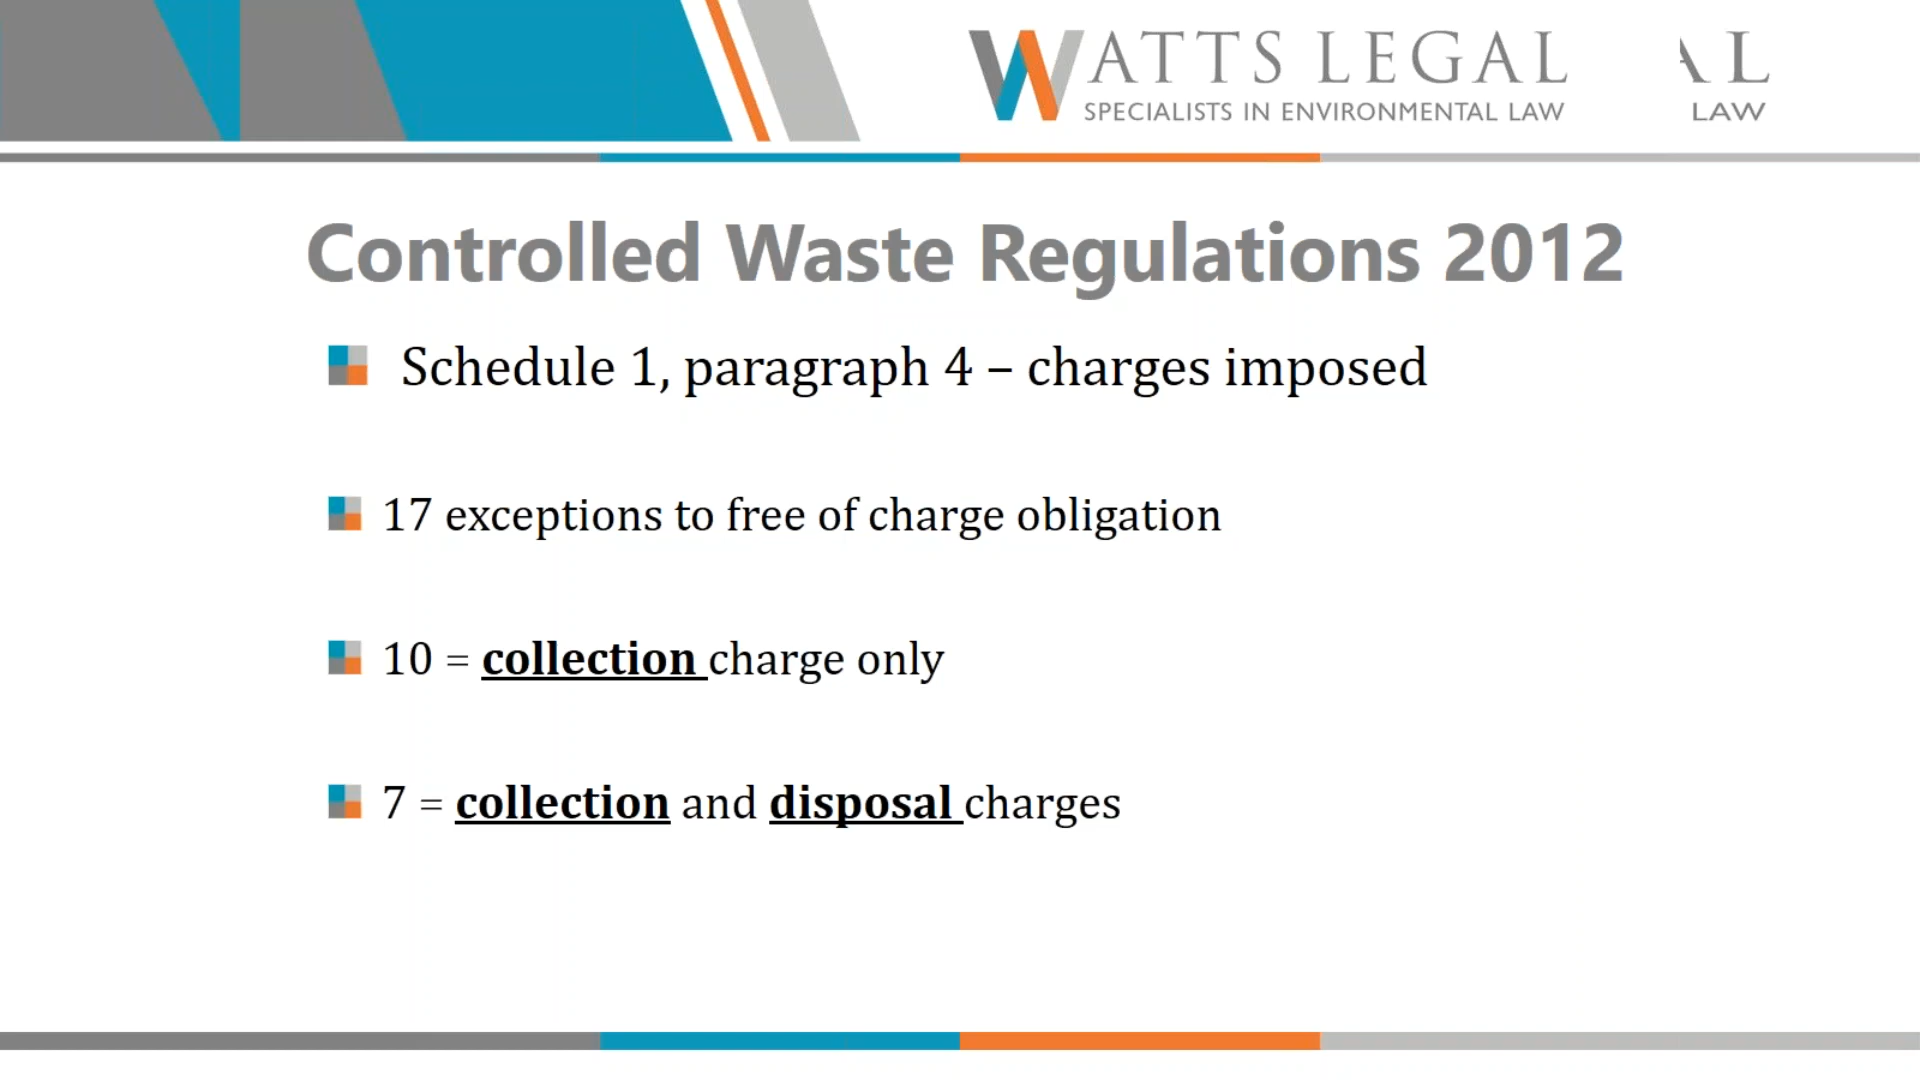 WATTS LEGAL
SPECIALISTS IN ENVIRONMENTAL LAW
L
LAW
Controlled Waste Regulations 2012
Schedule 1, paragraph 4 – charges imposed
17 exceptions to free of charge obligation
10 = collection charge only
7 = collection and disposal charges